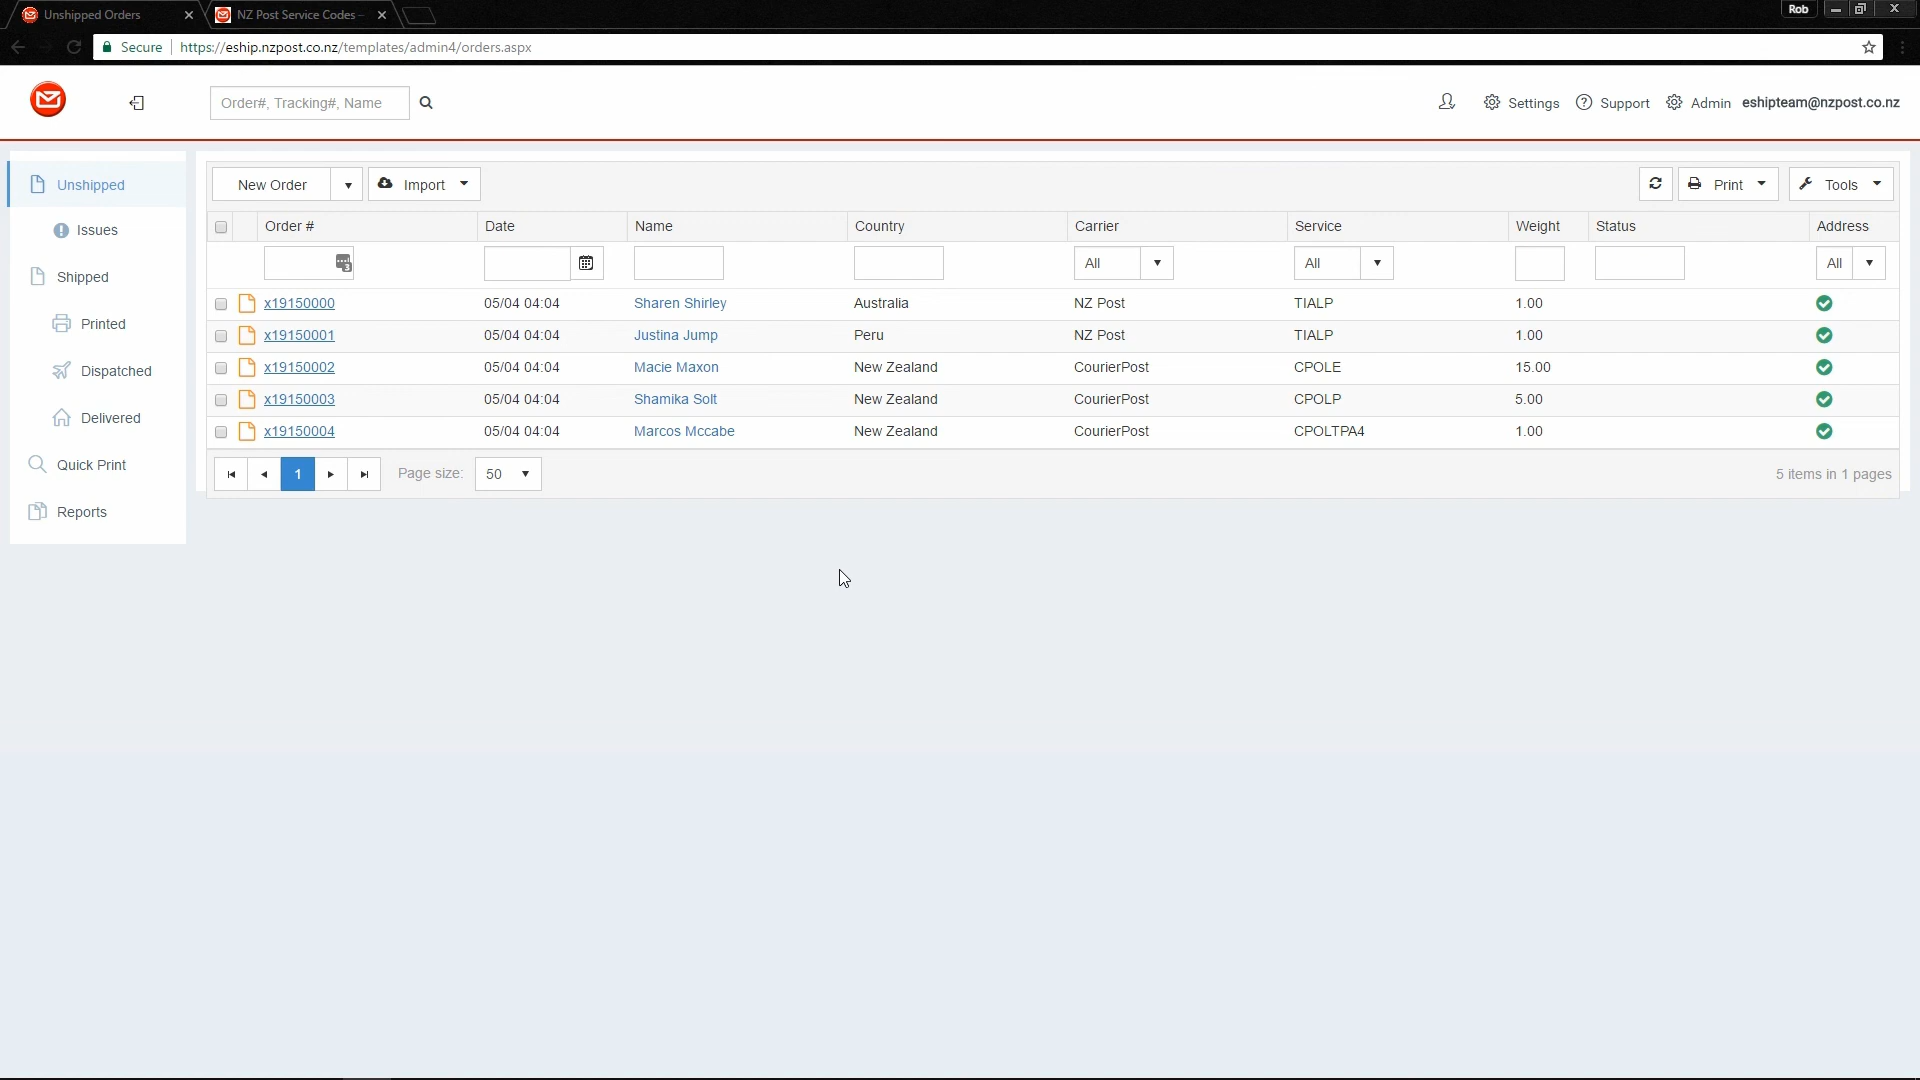 Unshipped Orders NZ Post Service Codes – Rob
Secure https://eship.nzpost.co.nz/templates/admin4/orders.aspx
Order#, Tracking#, Name Settings Support Admin eshipteam@nzpost.co.nz
Unshipped
Issues
Shipped
Printed
Dispatched
Delivered
Quick Print
Reports
New Order Import Print Tools
Order # Date Name Country Carrier Service Weight Status Address
3 All All All
x19150000 05/04 04:04 Sharen Shirley Australia NZ Post TIALP 1.00
x19150001 05/04 04:04 Justina Jump Peru NZ Post TIALP 1.00
x19150002 05/04 04:04 Macie Maxon New Zealand CourierPost CPOLE 15.00
x19150003 05/04 04:04 Shamika Solt New Zealand CourierPost CPOLP 5.00
x19150004 05/04 04:04 Marcos Mccabe New Zealand CourierPost CPOLTPA4 1.00
1 Page size: 50 5 items in 1 pages